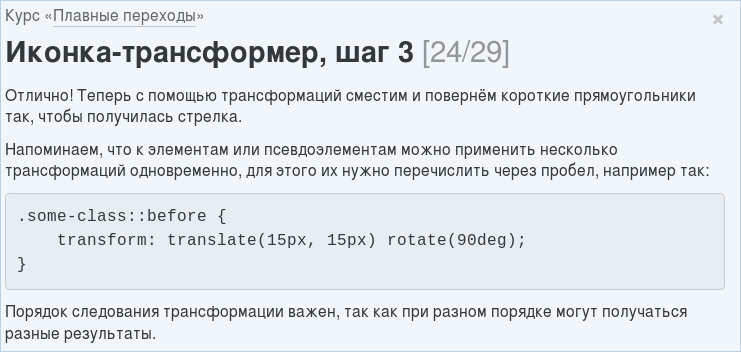 Курс «Плавные переходы»
×
Иконка-трансформер, шаг 3 [24/29]
Отлично! Теперь с помощью трансформаций сместим и повернём короткие прямоугольники
так, чтобы получилась стрелка.
Напоминаем, что к элементам или псевдоэлементам можно применить несколько
трансформаций одновременно, для этого их нужно перечислить через пробел, например так:
.some-class::before {
    transform: translate(15px, 15px) rotate(90deg);
}
Порядок следования трансформации важен, так как при разном порядке могут получаться
разные результаты.